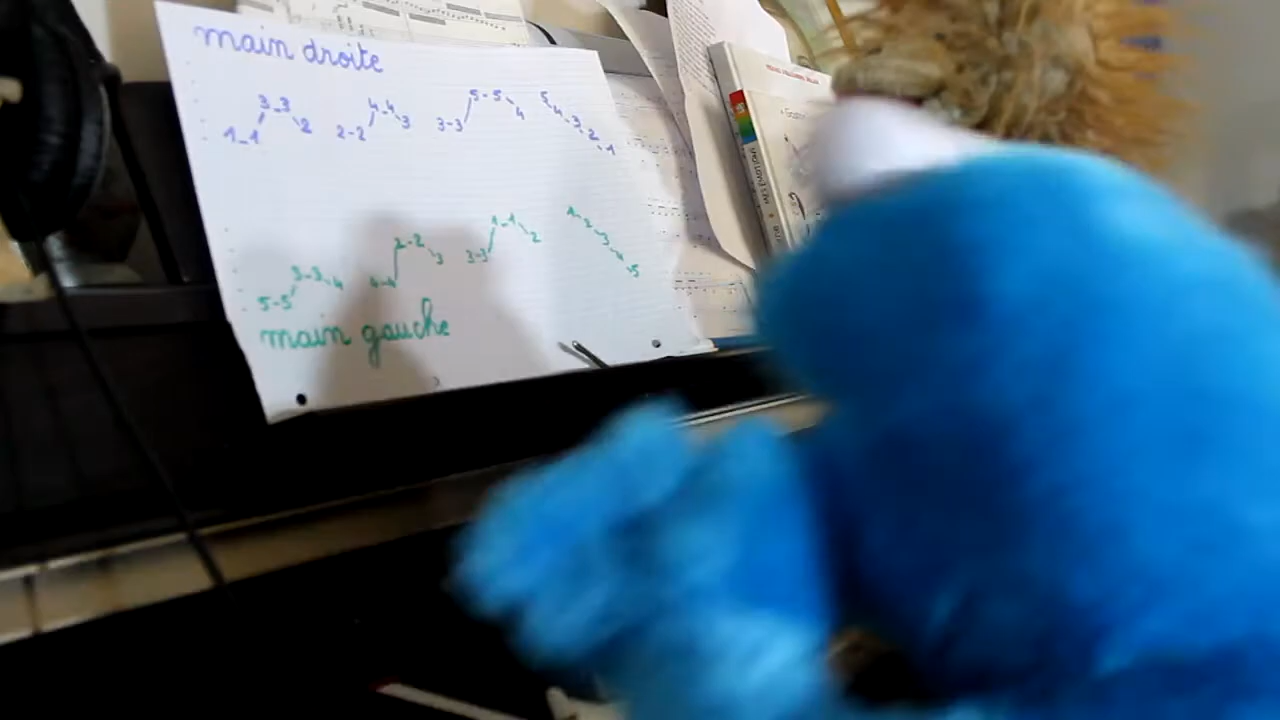 main droite
1-1 3-3-2 2-2 4-4-3 3-3 5-5-4 5-4-3-2-1
5-5 3-3-4 4-4 2-2-3 3-3 1-1-2 1-2-3-4-5
main gauche